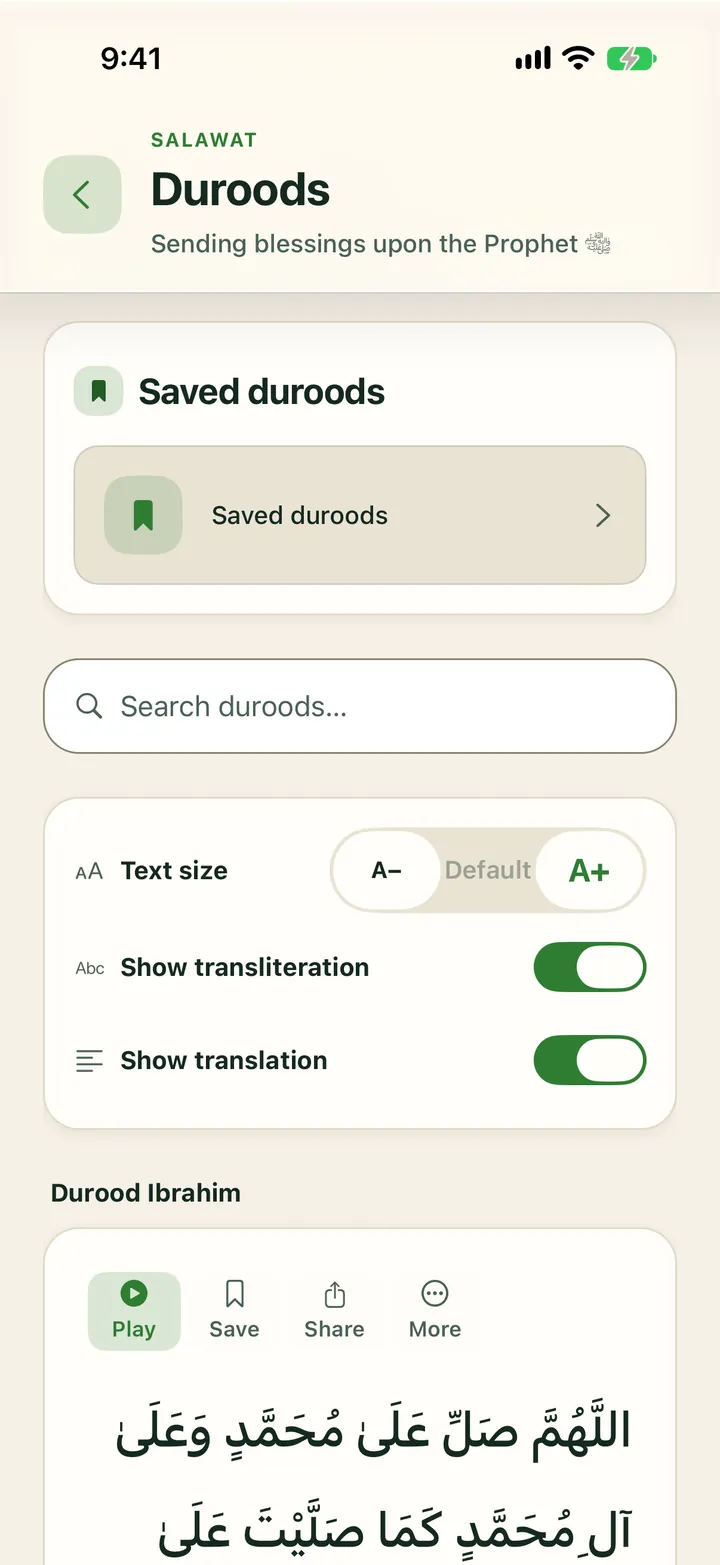 9:41
SALAWAT
Duroods
Sending blessings upon the Prophet ﷺ
Saved duroods
Saved duroods
Search duroods...
AA Text size A− Default A+
Abc Show transliteration
Show translation
Durood Ibrahim
Play Save Share More
اللَّهُمَّ صَلِّ عَلَىٰ مُحَمَّدٍ وَعَلَىٰ
آلِ مُحَمَّدٍ كَمَا صَلَّيْتَ عَلَىٰ